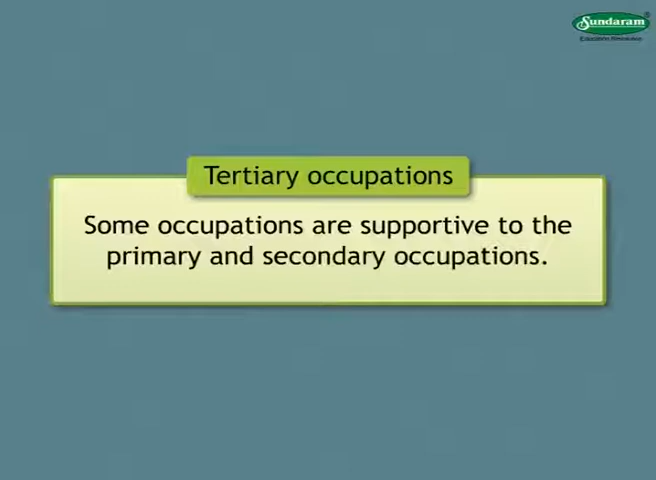 Sundaram
Tertiary occupations
Some occupations are supportive to the
primary and secondary occupations.